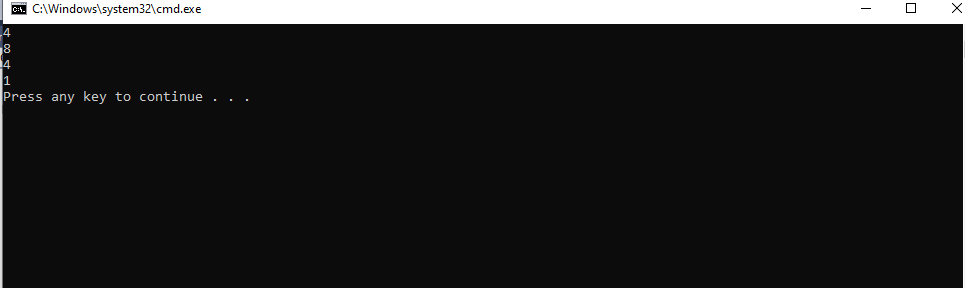 C:\Windows\system32\cmd.exe
4
8
4
1
Press any key to continue . . .